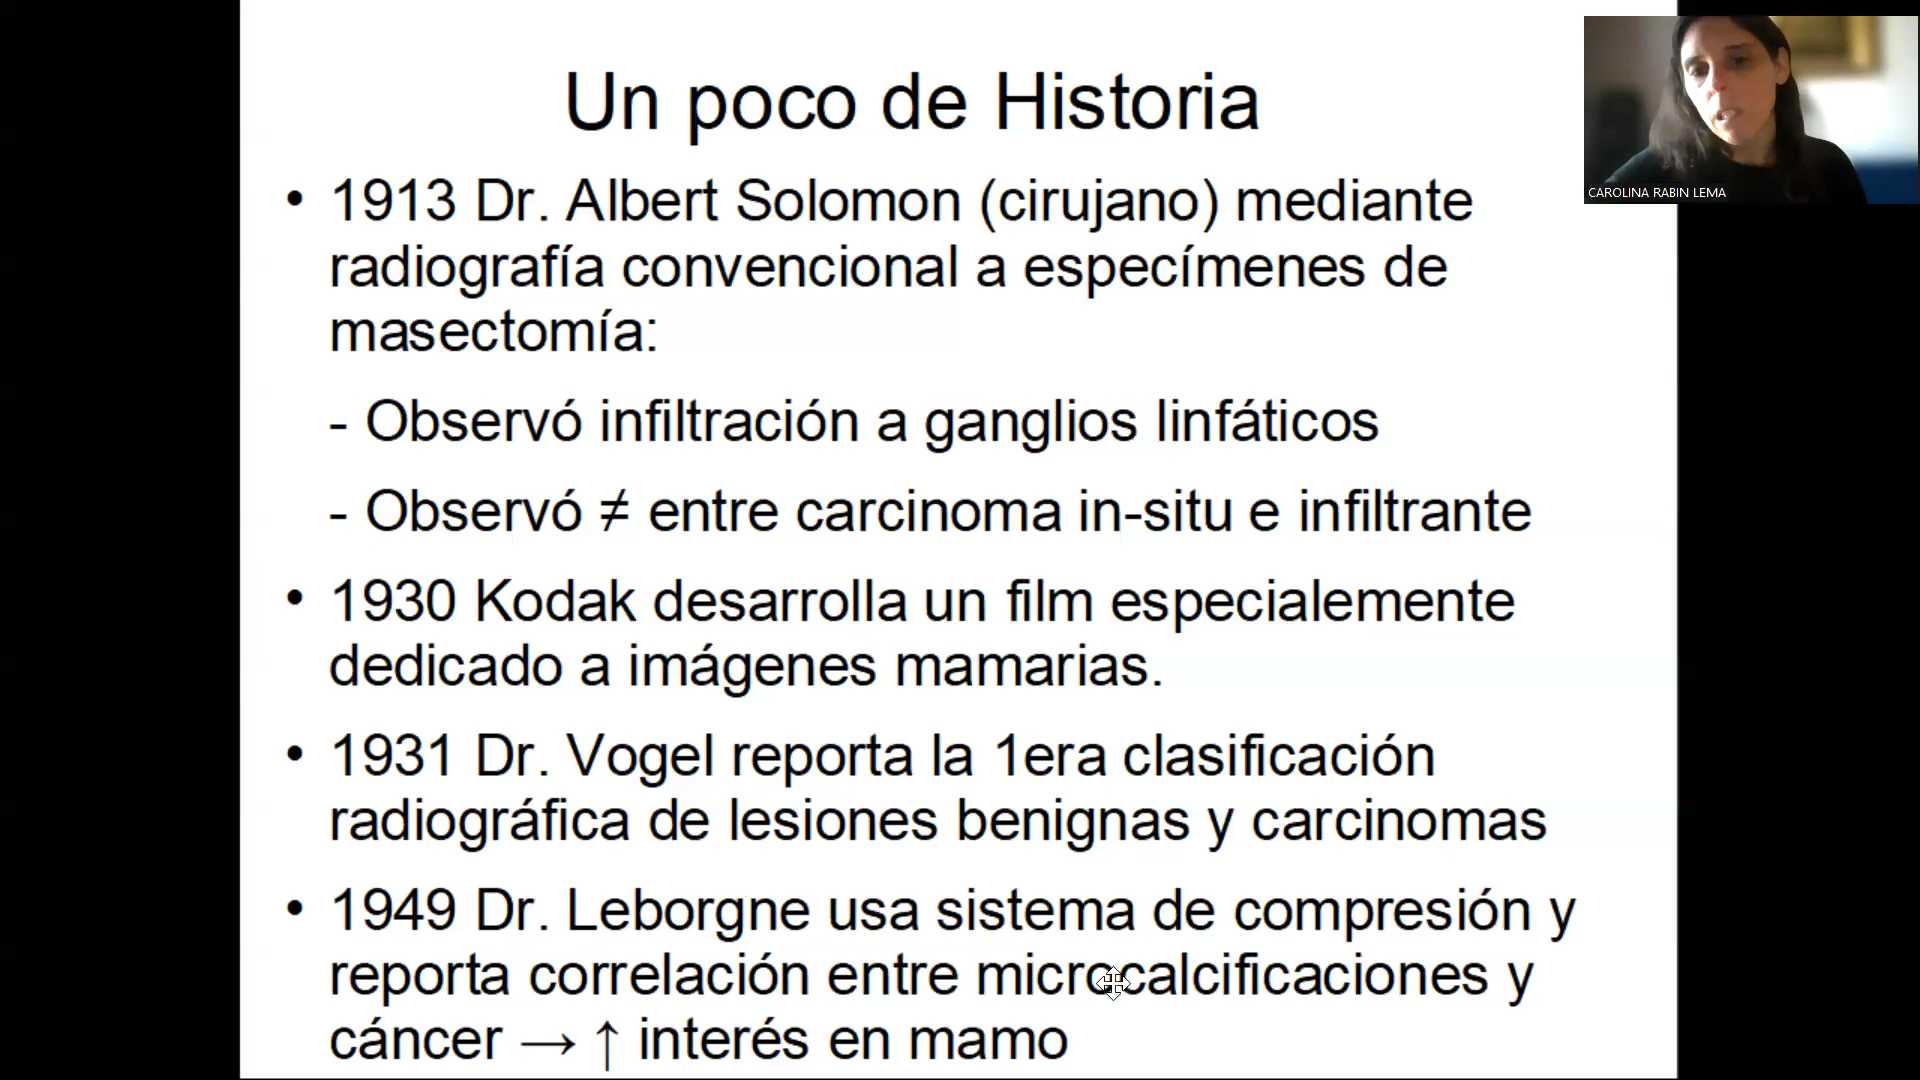 Un poco de Historia
• 1913 Dr. Albert Solomon (cirujano) mediante
radiografía convencional a especímenes de
masectomía:
- Observó infiltración a ganglios linfáticos
- Observó ≠ entre carcinoma in-situ e infiltrante
• 1930 Kodak desarrolla un film especialemente
dedicado a imágenes mamarias.
• 1931 Dr. Vogel reporta la 1era clasificación
radiográfica de lesiones benignas y carcinomas
• 1949 Dr. Leborgne usa sistema de compresión y
reporta correlación entre microcalcificaciones y
cáncer → ↑ interés en mamo
CAROLINA RABIN LEMA